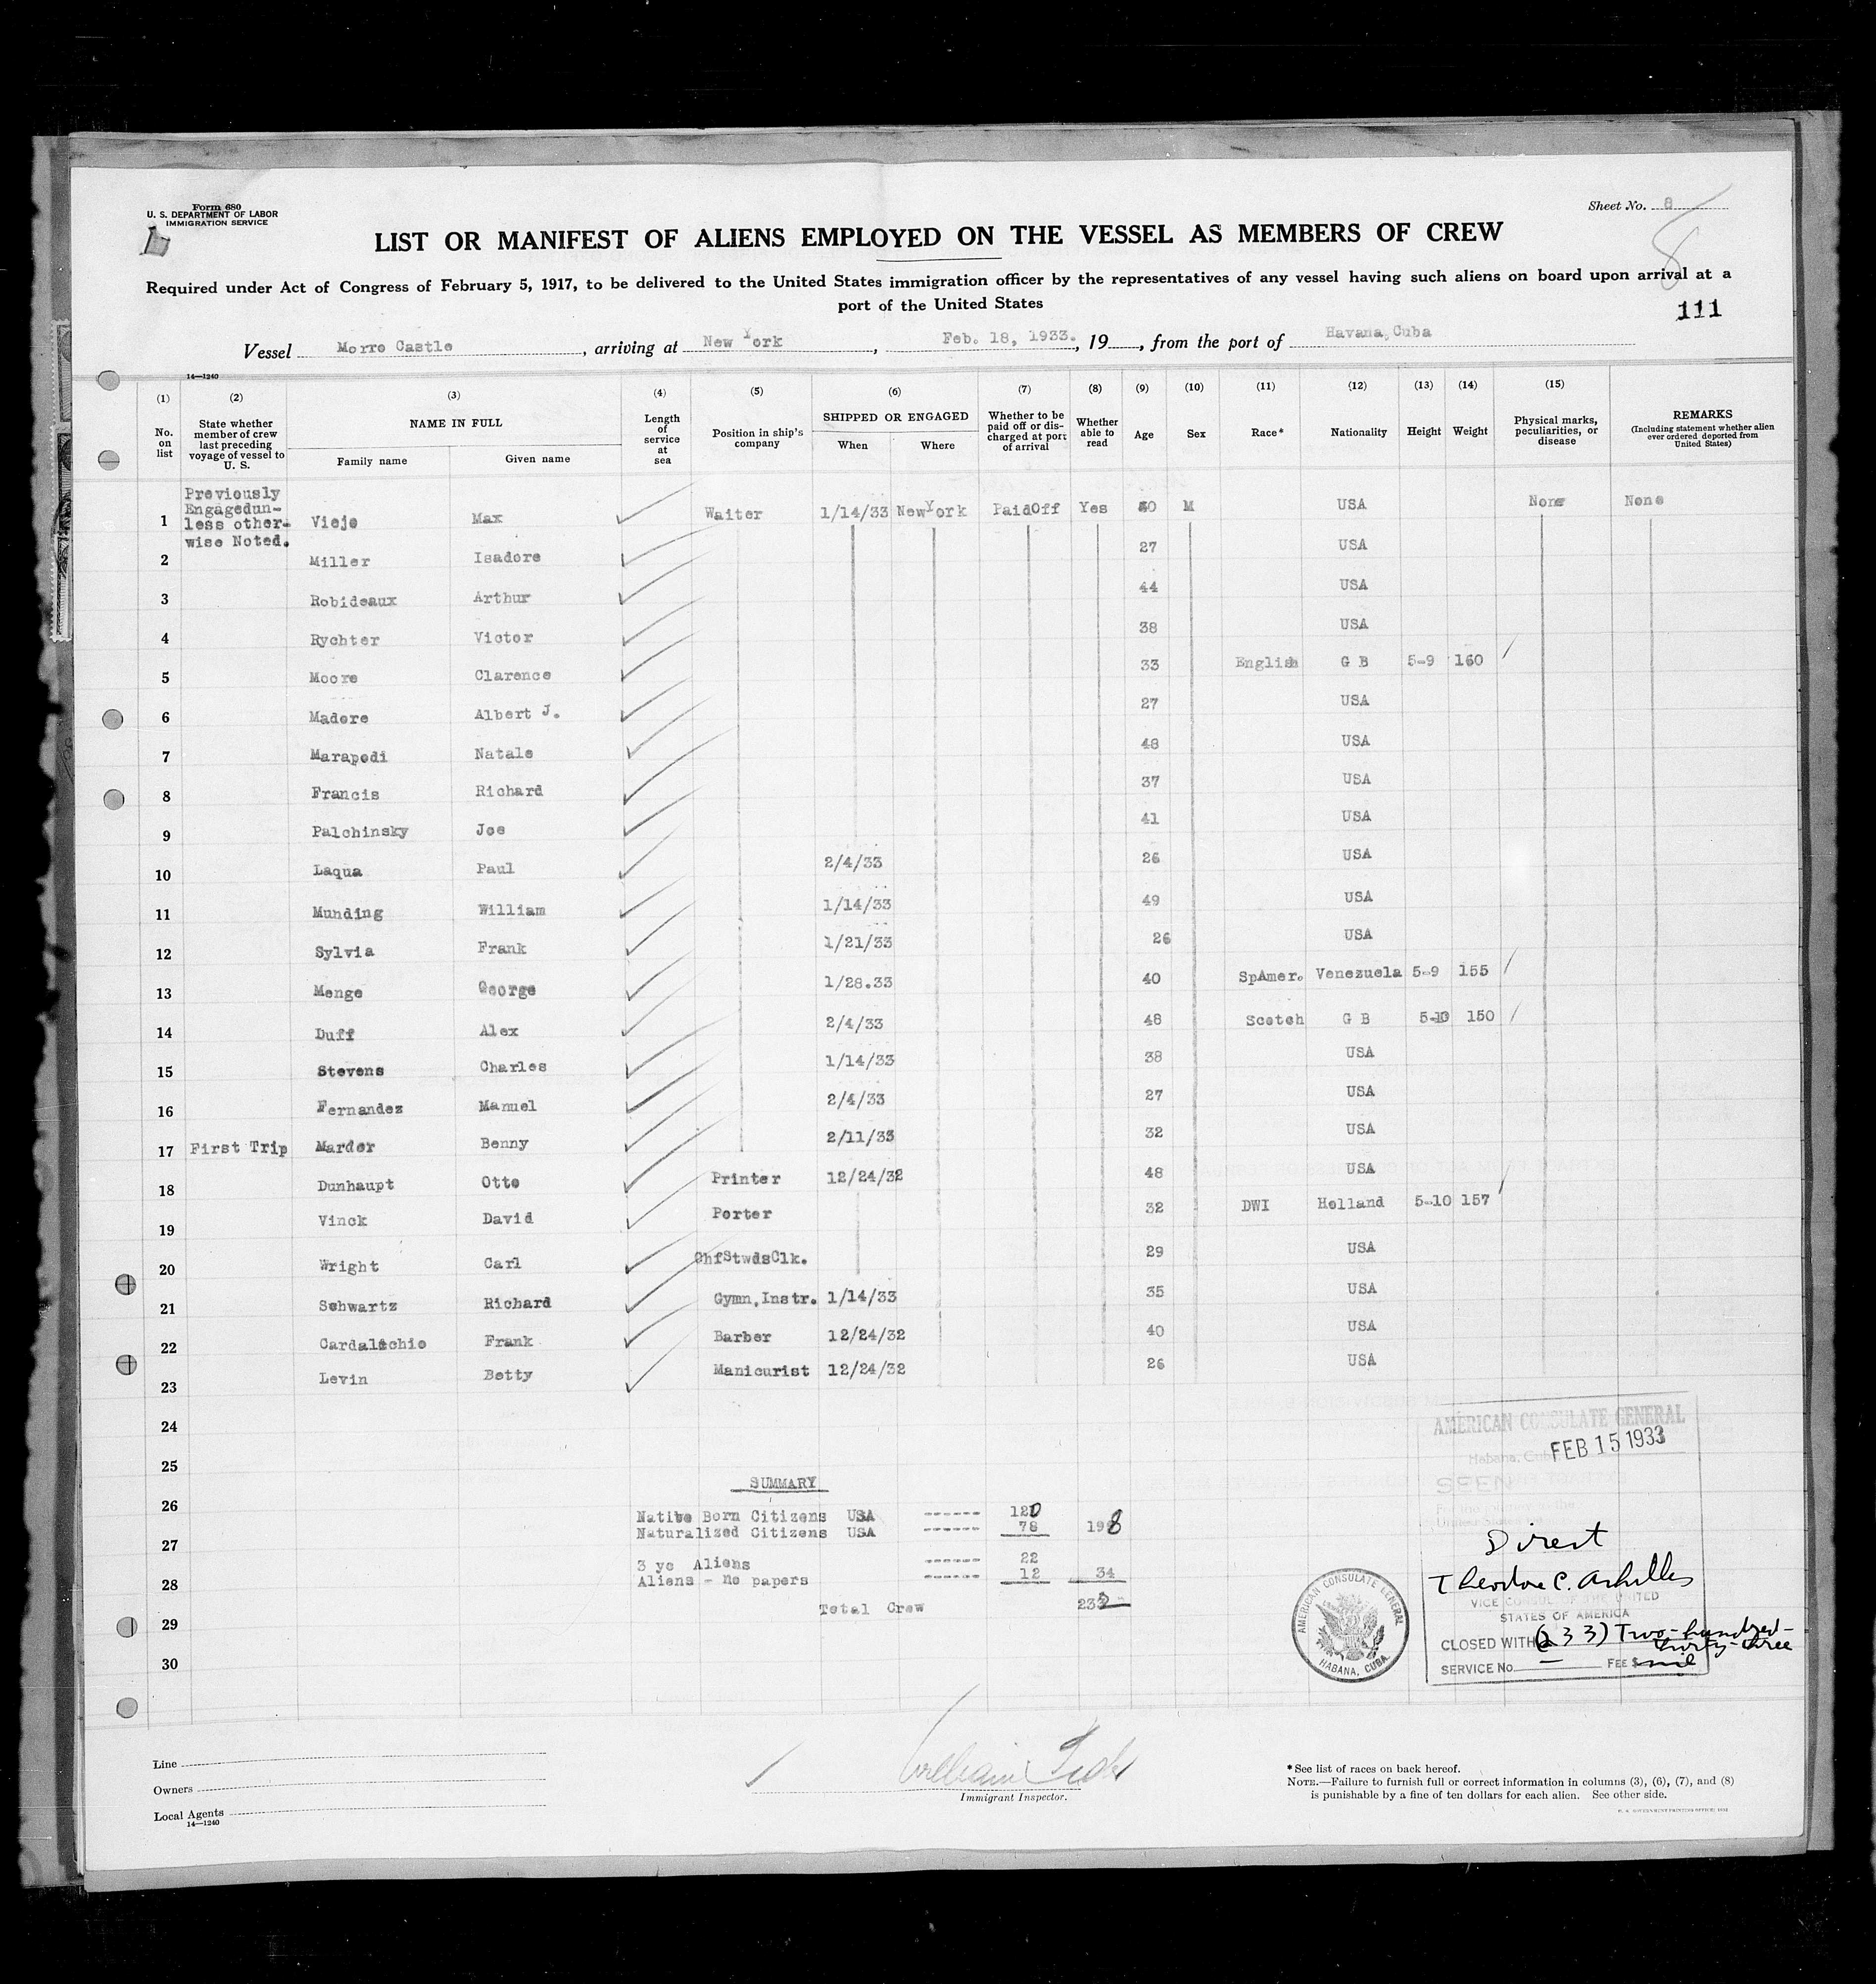 Form 680
U. S. DEPARTMENT OF LABOR
IMMIGRATION SERVICE
Sheet No. 8
8
LIST OR MANIFEST OF ALIENS EMPLOYED ON THE VESSEL AS MEMBERS OF CREW
Required under Act of Congress of February 5, 1917, to be delivered to the United States immigration officer by the representatives of any vessel having such aliens on board upon arrival at a
port of the United States
111
Vessel Morro Castle, arriving at New York, Feb. 18, 1933., 19, from the port of Havana, Cuba
14—1240
(1) (2) (3) (4) (5) (6) (7) (8) (9) (10) (11) (12) (13) (14) (15)
No. on list
State whether member of crew last preceding voyage of vessel to U. S.
NAME IN FULL
Family name Given name
Length of service at sea
Position in ship's company
SHIPPED OR ENGAGED
When Where
Whether to be paid off or discharged at port of arrival
Whether able to read
Age
Sex
Race*
Nationality
Height
Weight
Physical marks, peculiarities, or disease
REMARKS
(Including statement whether alien ever ordered deported from United States)
Previously
Engagedun-
less other-
wise Noted.
1 Viejo Max Waiter 1/14/33 NewYork PaidOff Yes 40 M USA None None
2 Miller Isadore 27 USA
3 Robideaux Arthur 44 USA
4 Rychter Victor 38 USA
5 Moore Clarence 33 English G B 5-9 160
6 Madore Albert J. 27 USA
7 Marapodi Natale 48 USA
8 Francis Richard 37 USA
9 Palchinsky Joe 41 USA
10 Laqua Paul 2/4/33 26 USA
11 Munding William 1/14/33 49 USA
12 Sylvia Frank 1/21/33 26 USA
13 Menge George 1/28.33 40 SpAmer. Venezuela 5-9 155
14 Duff Alex 2/4/33 48 Scotch G B 5-10 150
15 Stevens Charles 1/14/33 38 USA
16 Fernandez Manuel 2/4/33 27 USA
17 First Trip Marder Benny 2/11/33 32 USA
18 Dunhaupt Otto Printer 12/24/32 48 USA
19 Vinck David Porter 32 DWI Holland 5-10 157
20 Wright Carl ChfStwdsClk. 29 USA
21 Schwartz Richard Gymn.Instr. 1/14/33 35 USA
22 Cardalichio Frank Barber 12/24/32 40 USA
23 Levin Betty Manicurist 12/24/32 26 USA
24
25
26
27
28
29
30
SUMMARY
Native Born Citizens USA ------ 120
Naturalized Citizens USA ------ 78 198
3 yo Aliens ------ 22
Aliens - no papers ------ 12 34
Total Crew 232
AMERICAN CONSULATE GENERAL
FEB 15 1933
Habana, Cuba
SEEN
Direct
Theodore C. Achilles
VICE CONSUL OF THE UNITED
STATES OF AMERICA
CLOSED WITH (233) Two-hundred-
thirty-three
SERVICE No. — FEE $ nil
AMERICAN CONSULATE GENERAL
HABANA, CUBA.
Line
Owners
Local Agents
14—1240
William
Immigrant Inspector.
* See list of races on back hereof.
NOTE.—Failure to furnish full or correct information in columns (3), (6), (7), and (8)
is punishable by a fine of ten dollars for each alien. See other side.